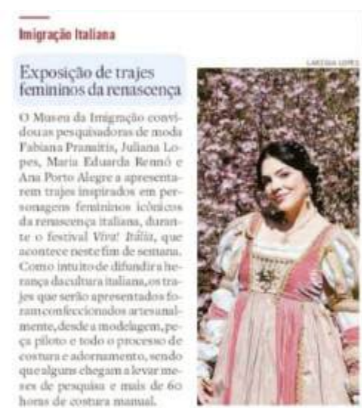 Imigração Italiana
LARISSA LOPES
Exposição de trajes
femininos da renascença
O Museu da Imigração convi-
dou as pesquisadoras de moda
Fabiana Pranaitis, Juliana Lo-
pes, Maria Eduarda Rennó e
Ana Porto Alegre a apresenta-
rem trajes inspirados em per-
sonagens femininos icônicos
da renascença italiana, duran-
te o festival Viva! Itália, que
acontece neste fim de semana.
Com o intuito de difundir a he-
rança da cultura italiana, os tra-
jes que serão apresentados fo-
ram confeccionados artesanal-
mente, desde a modelagem, pe-
ça piloto e todo o processo de
costura e adornamento, sendo
que alguns chegam a levar me-
ses de pesquisa e mais de 60
horas de costura manual.